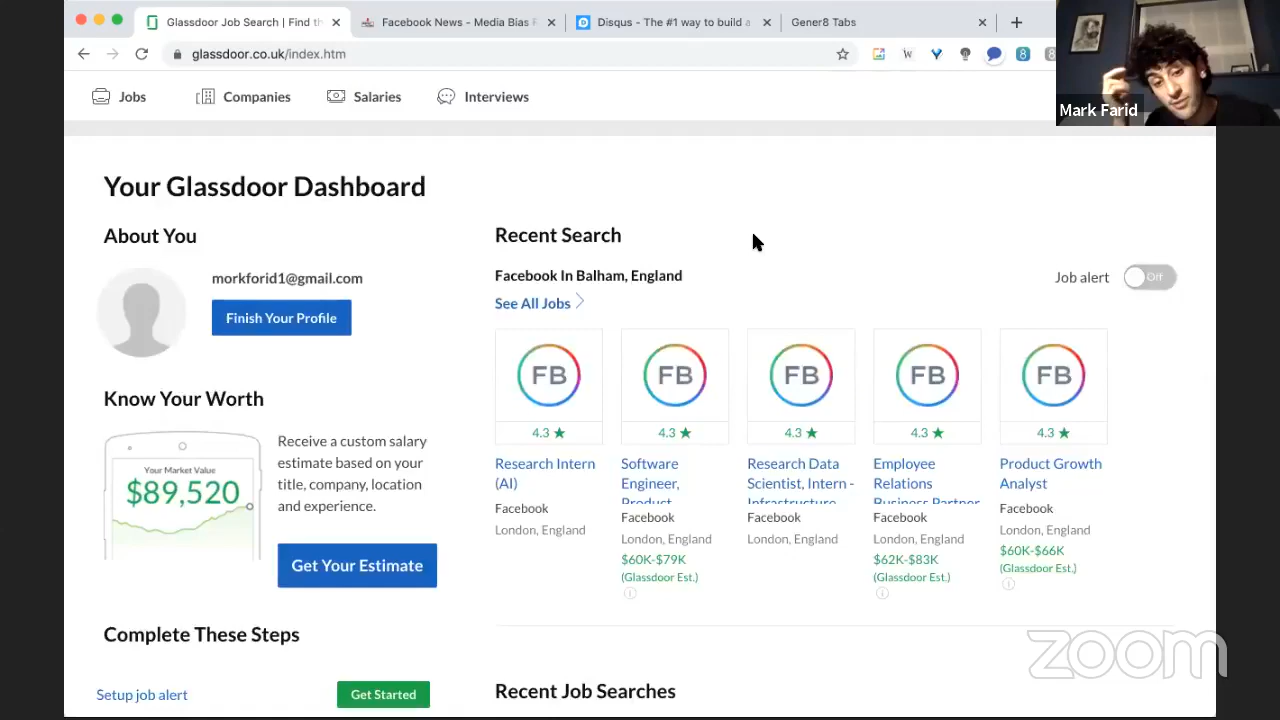 Glassdoor Job Search | Find th
Facebook News - Media Bias
Disqus - The #1 way to build a
Gener8 Tabs
glassdoor.co.uk/index.htm
Mark Farid
Jobs
Companies
Salaries
Interviews
Your Glassdoor Dashboard
About You
morkforid1@gmail.com
Finish Your Profile
Know Your Worth
Your Market Value
$89,520
Receive a custom salary
estimate based on your
title, company, location
and experience.
Get Your Estimate
Complete These Steps
Setup job alert
Get Started
Recent Search
Facebook In Balham, England
See All Jobs
Job alert
Off
FB
4.3 ★
Research Intern
(AI)
Facebook
London, England
FB
4.3 ★
Software
Engineer,
Product
Facebook
London, England
$60K-$79K
(Glassdoor Est.)
FB
4.3 ★
Research Data
Scientist, Intern -
Infrastructure
Facebook
London, England
FB
4.3 ★
Employee
Relations
Business Partner
Facebook
London, England
$62K-$83K
(Glassdoor Est.)
FB
4.3 ★
Product Growth
Analyst
Facebook
London, England
$60K-$66K
(Glassdoor Est.)
Recent Job Searches
zoom